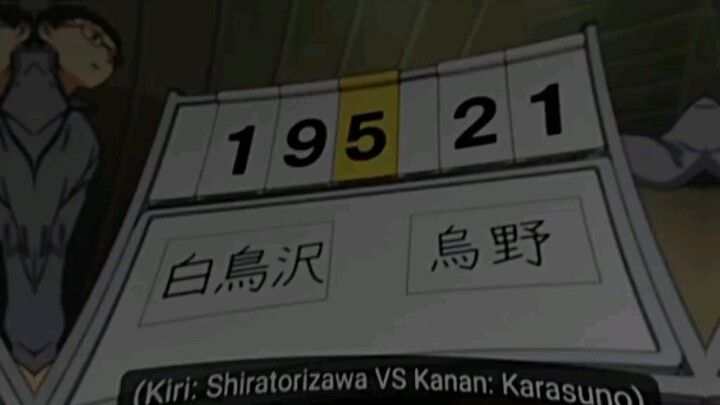 19 5 21
白鳥沢 烏野
(Kiri: Shiratorizawa VS Kanan: Karasuno)